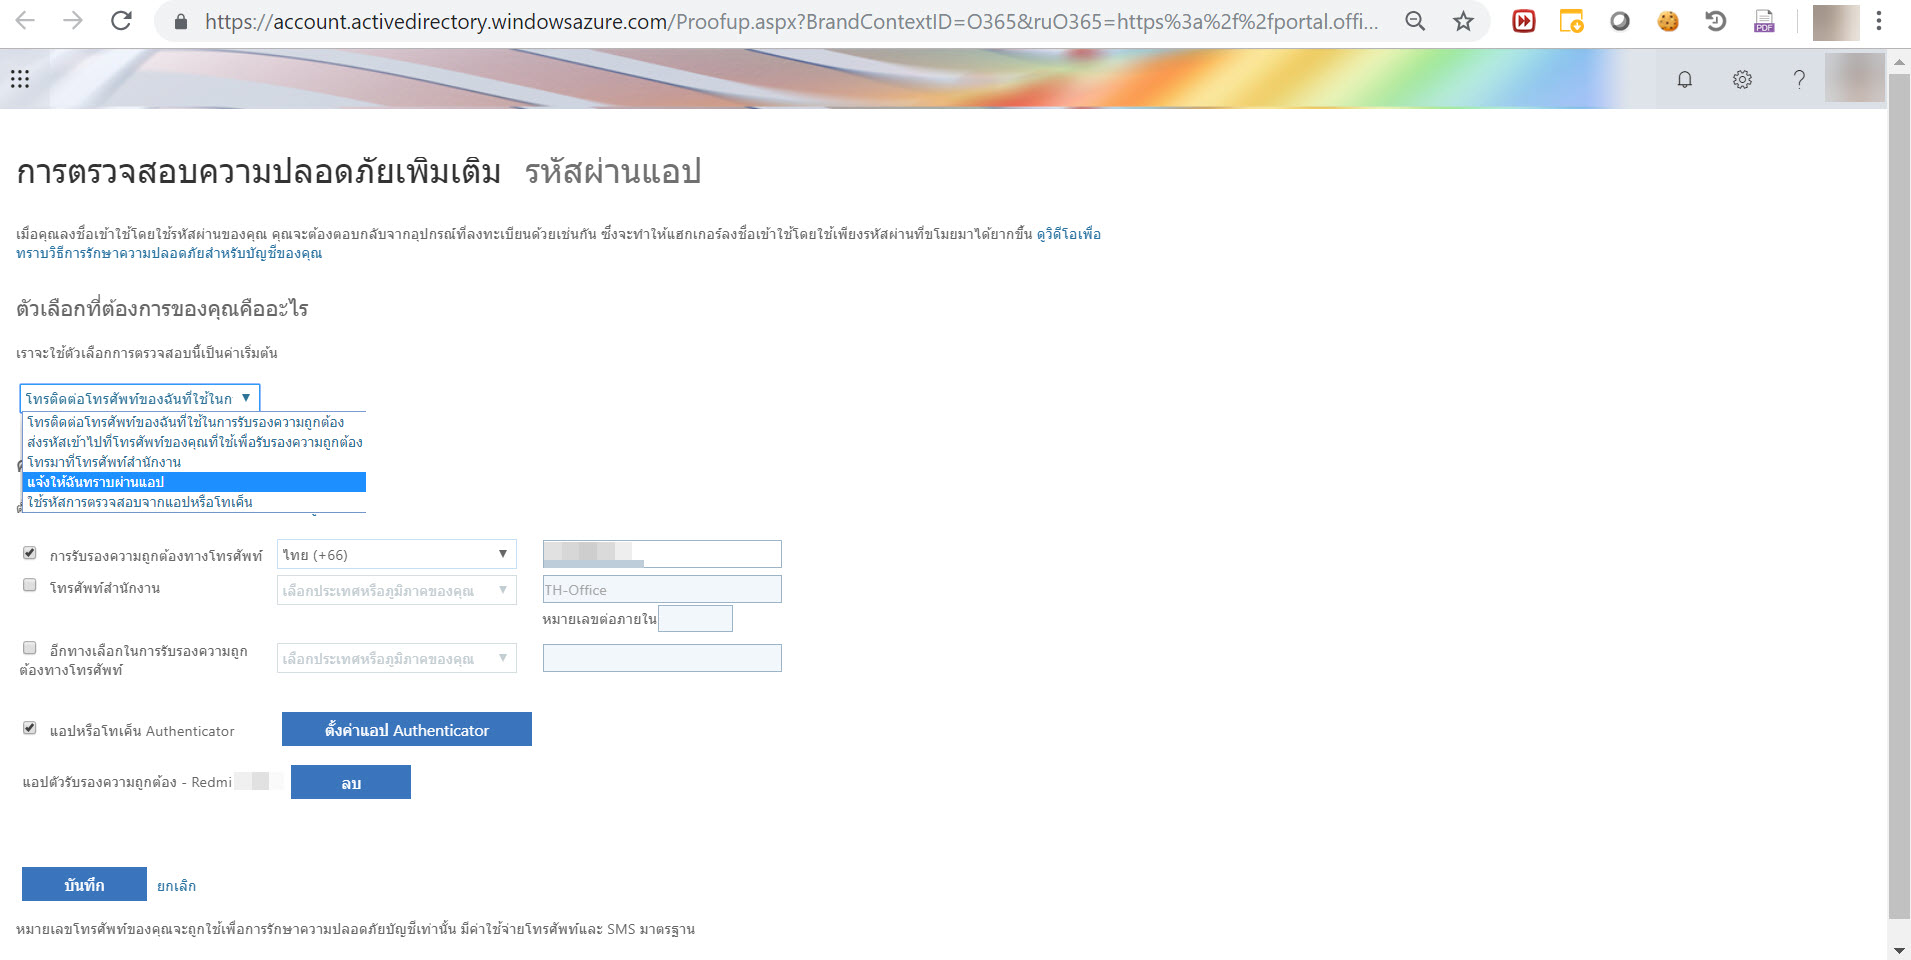 https://account.activedirectory.windowsazure.com/Proofup.aspx?BrandContextID=O365&ruO365=https%3a%2f%2fportal.offi...
PDF
การตรวจสอบความปลอดภัยเพิ่มเติม รหัสผ่านแอป
เมื่อคุณลงชื่อเข้าใช้โดยใช้รหัสผ่านของคุณ คุณจะต้องตอบกลับจากอุปกรณ์ที่ลงทะเบียนด้วยเช่นกัน ซึ่งจะทำให้แฮกเกอร์ลงชื่อเข้าใช้โดยใช้เพียงรหัสผ่านที่ขโมยมาได้ยากขึ้น ดูวิดีโอเพื่อ
ทราบวิธีการรักษาความปลอดภัยสำหรับบัญชีของคุณ
ตัวเลือกที่ต้องการของคุณคืออะไร
เราจะใช้ตัวเลือกการตรวจสอบนี้เป็นค่าเริ่มต้น
โทรติดต่อโทรศัพท์ของฉันที่ใช้ในก
โทรติดต่อโทรศัพท์ของฉันที่ใช้ในการรับรองความถูกต้อง
ส่งรหัสเข้าไปที่โทรศัพท์ของคุณที่ใช้เพื่อรับรองความถูกต้อง
โทรมาที่โทรศัพท์สำนักงาน
แจ้งให้ฉันทราบผ่านแอป
ใช้รหัสการตรวจสอบจากแอปหรือโทเค็น
การรับรองความถูกต้องทางโทรศัพท์ ไทย (+66)
โทรศัพท์สำนักงาน เลือกประเทศหรือภูมิภาคของคุณ TH-Office
หมายเลขต่อภายใน
อีกทางเลือกในการรับรองความถูก เลือกประเทศหรือภูมิภาคของคุณ
ต้องทางโทรศัพท์
แอปหรือโทเค็น Authenticator ตั้งค่าแอป Authenticator
แอปตัวรับรองความถูกต้อง - Redmi ลบ
บันทึก ยกเลิก
หมายเลขโทรศัพท์ของคุณจะถูกใช้เพื่อการรักษาความปลอดภัยบัญชีเท่านั้น มีค่าใช้จ่ายโทรศัพท์และ SMS มาตรฐาน